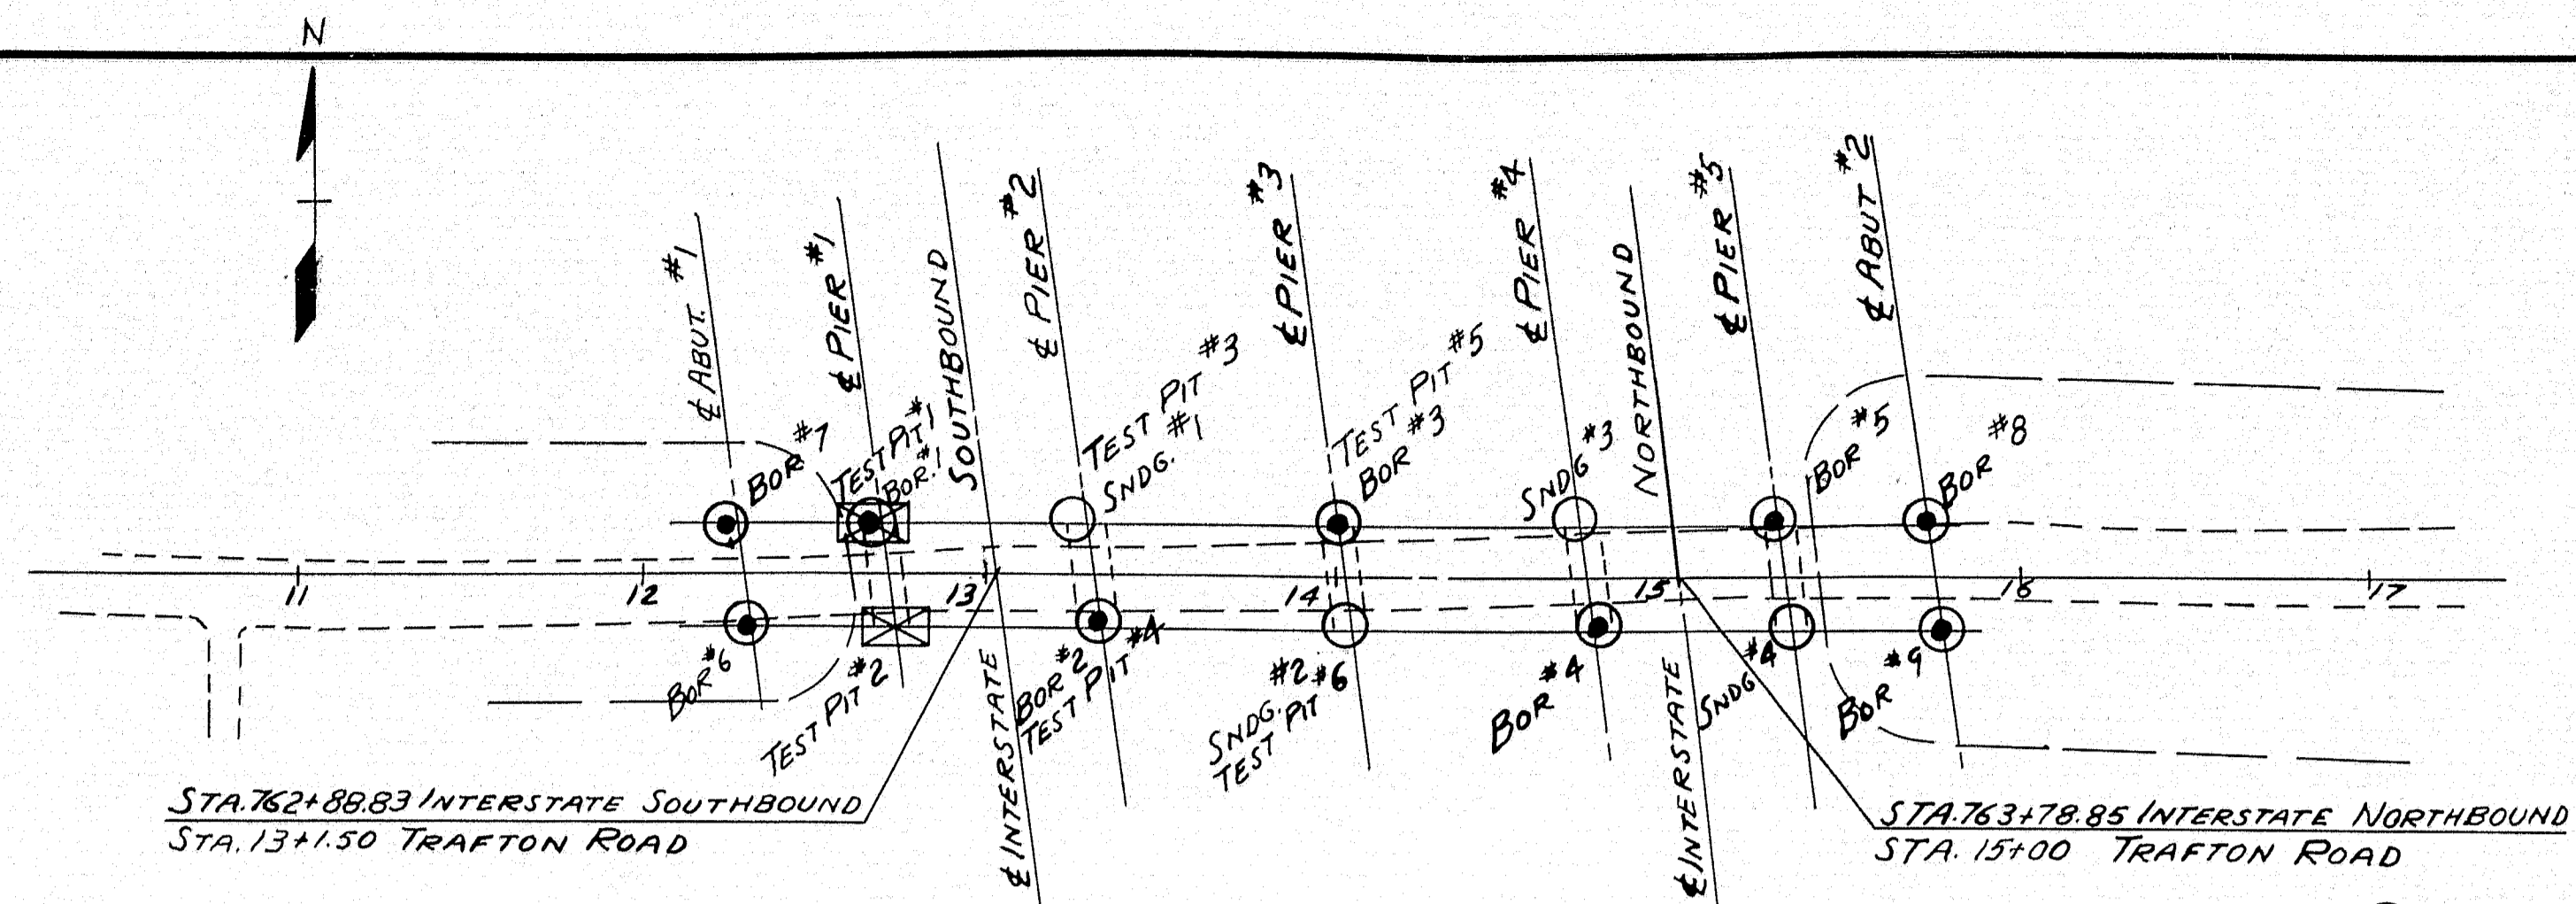 N
℄ ABUT. #1
℄ PIER #1
SOUTHBOUND
℄ PIER #2
℄ PIER #3
℄ PIER #4
NORTHBOUND
℄ PIER #5
℄ ABUT #2
BOR #7
TEST PIT #1
BOR. #1
TEST PIT #3
SNDG. #1
TEST PIT #5
BOR #3
SNDG #3
BOR #5
BOR #8
11
12
13
14
15
16
17
BOR #6
TEST PIT #2
℄ INTERSTATE
BOR #2
TEST PIT #4
SNDG. #2
TEST PIT #6
BOR #4
℄ INTERSTATE
SNDG #4
BOR #9
STA. 762+88.83 INTERSTATE SOUTHBOUND
STA. 13+1.50 TRAFTON ROAD
STA. 763+78.85 INTERSTATE NORTHBOUND
STA. 15+00 TRAFTON ROAD